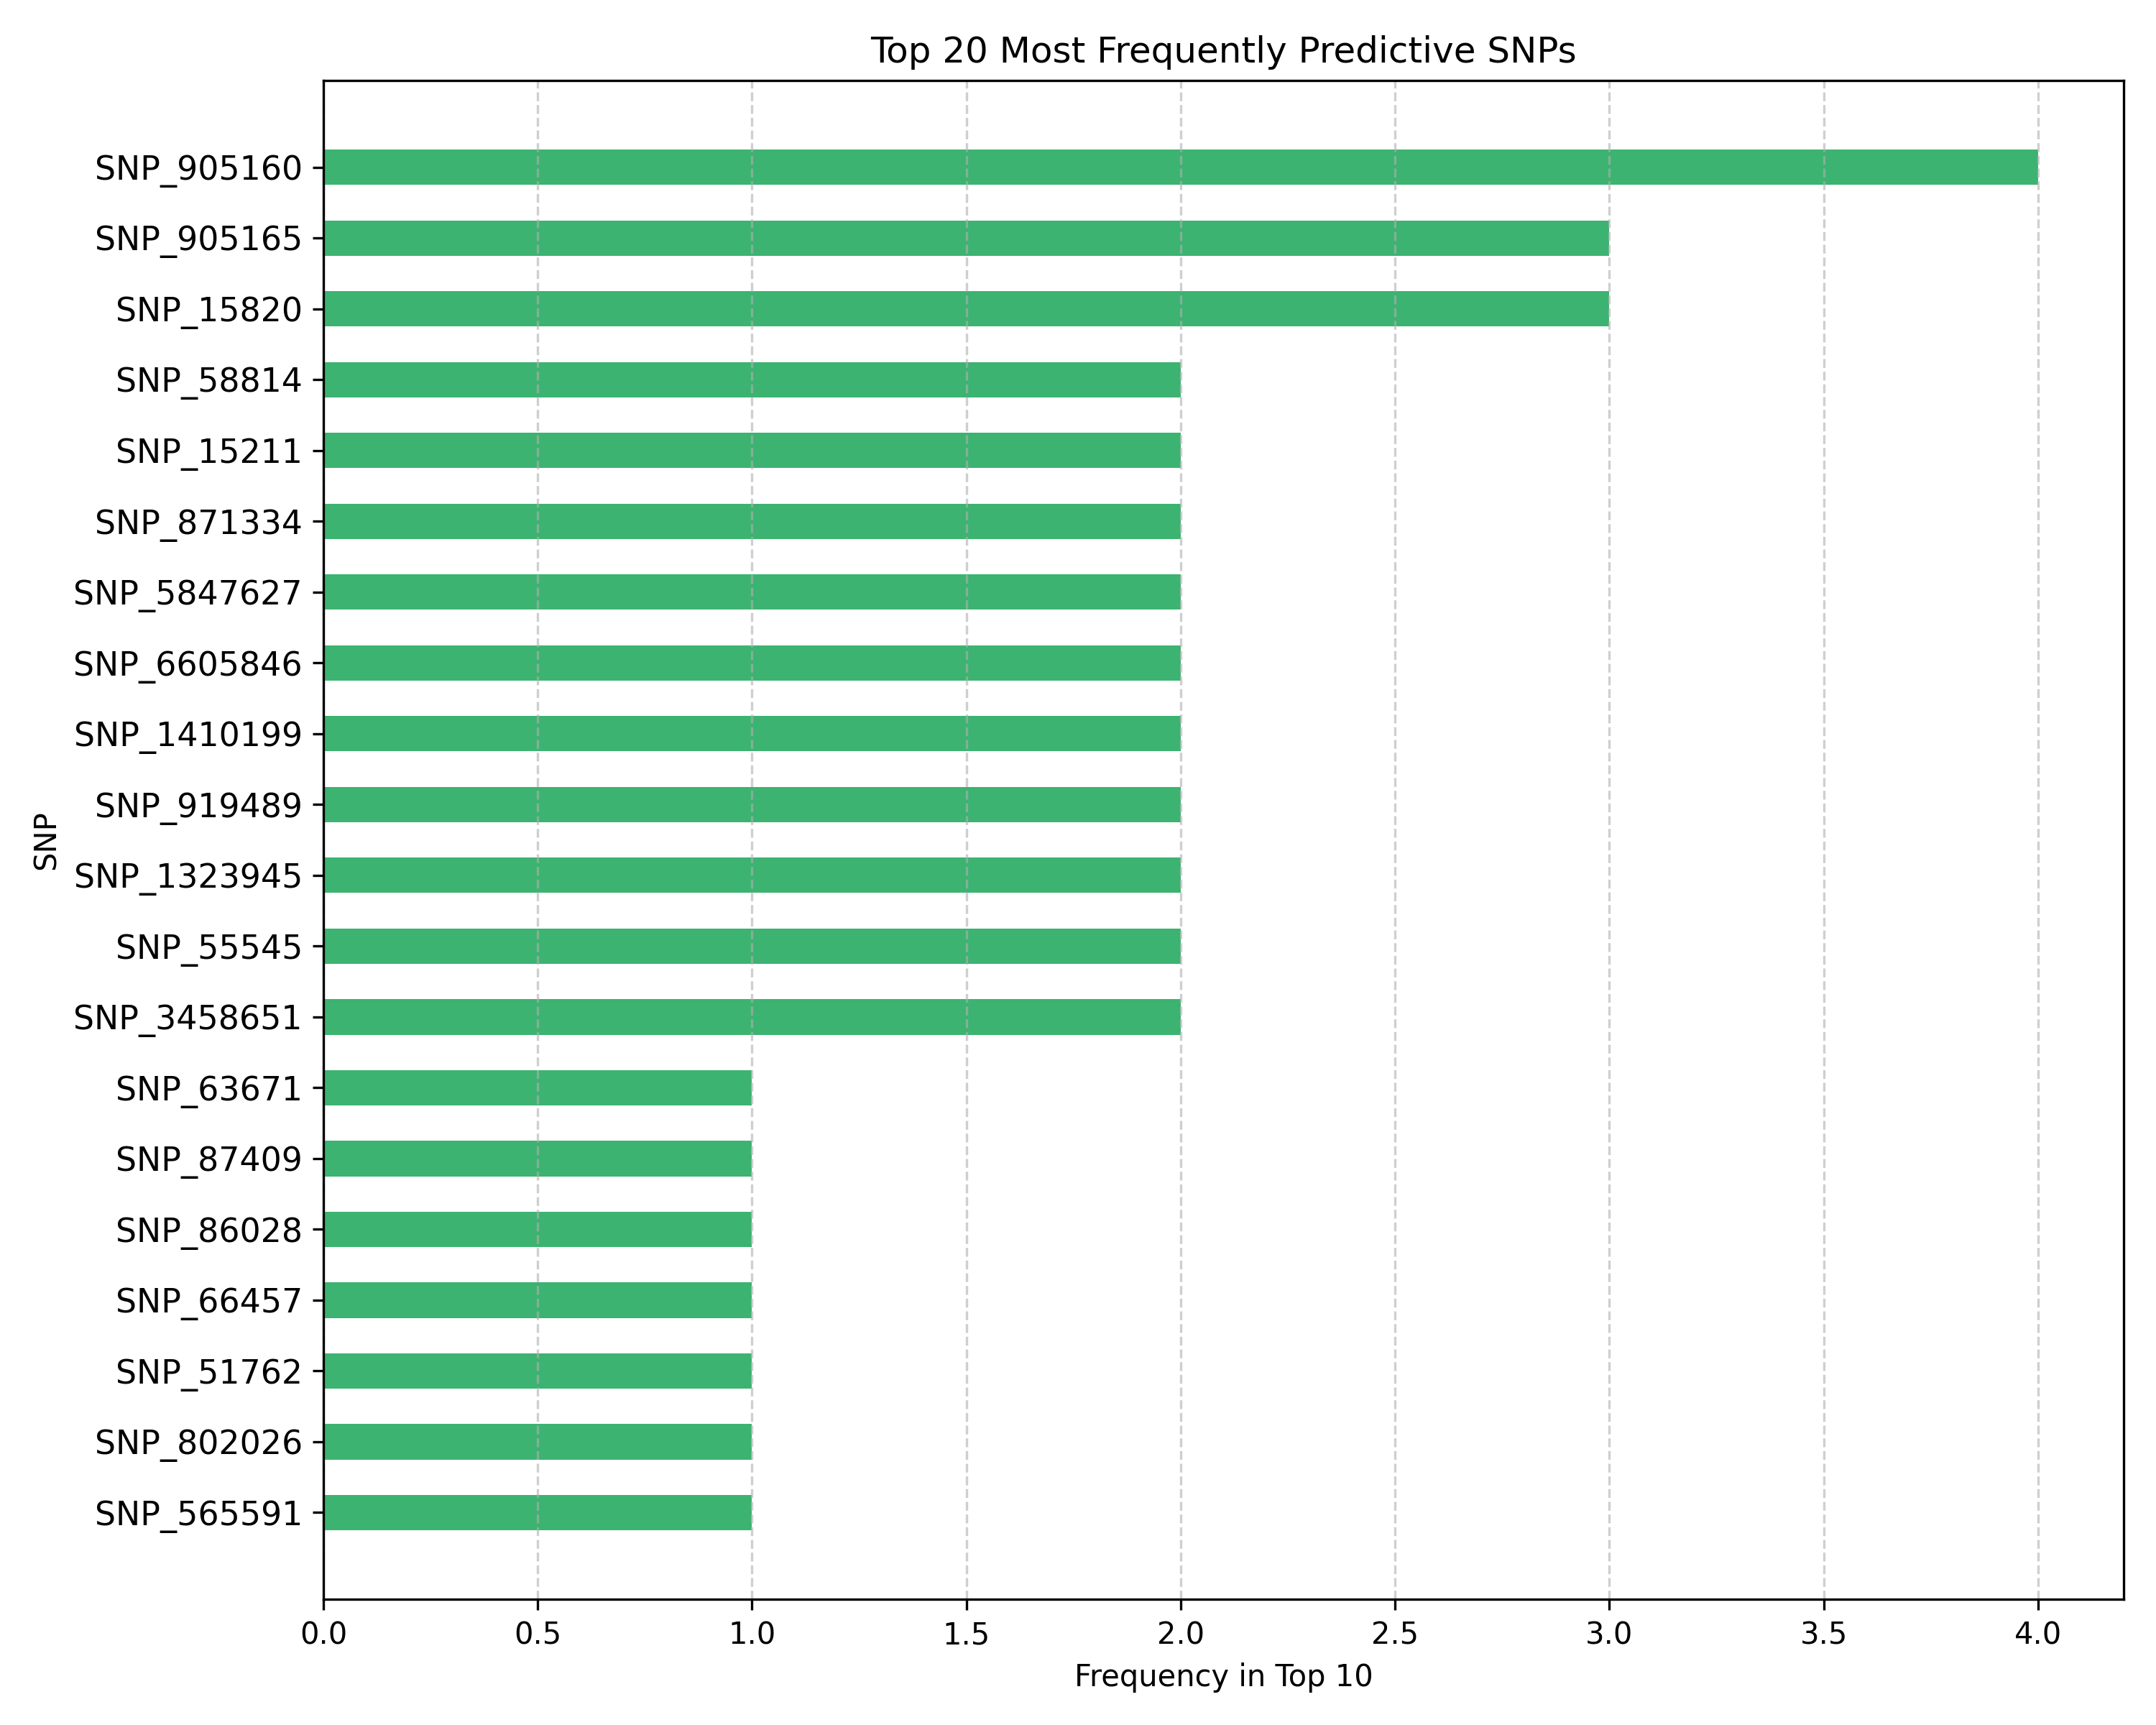 Top 20 Most Frequently Predictive SNPs
SNP_905160
SNP_905165
SNP_15820
SNP_58814
SNP_15211
SNP_871334
SNP_5847627
SNP_6605846
SNP_1410199
SNP_919489
SNP_1323945
SNP_55545
SNP_3458651
SNP_63671
SNP_87409
SNP_86028
SNP_66457
SNP_51762
SNP_802026
SNP_565591
SNP
0.0 0.5 1.0 1.5 2.0 2.5 3.0 3.5 4.0
Frequency in Top 10